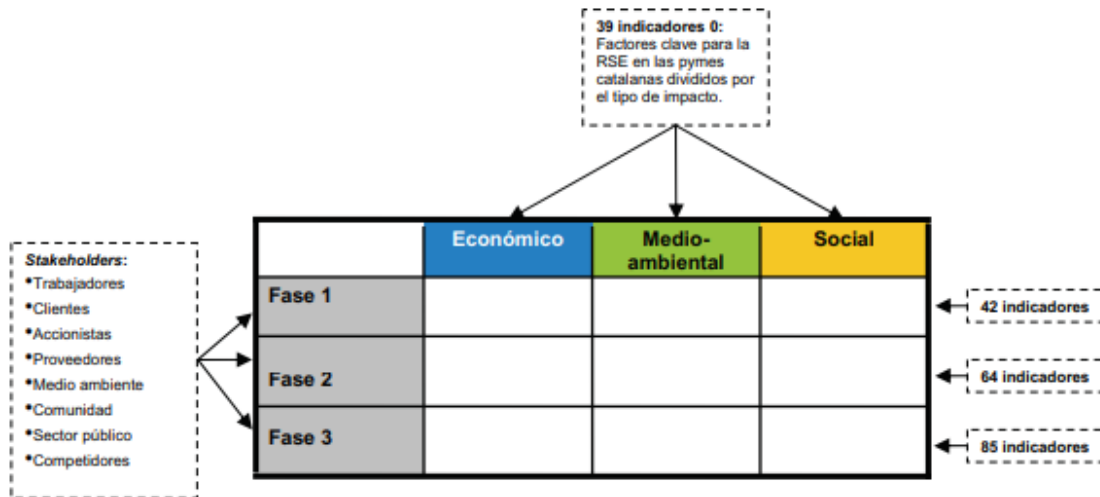 39 indicadores 0:
Factores clave para la
RSE en las pymes
catalanas divididos por
el tipo de impacto.
Económico
Medio-
ambiental
Social
Stakeholders:
•Trabajadores
•Clientes
•Accionistas
•Proveedores
•Medio ambiente
•Comunidad
•Sector público
•Competidores
Fase 1
42 indicadores
Fase 2
64 indicadores
Fase 3
85 indicadores